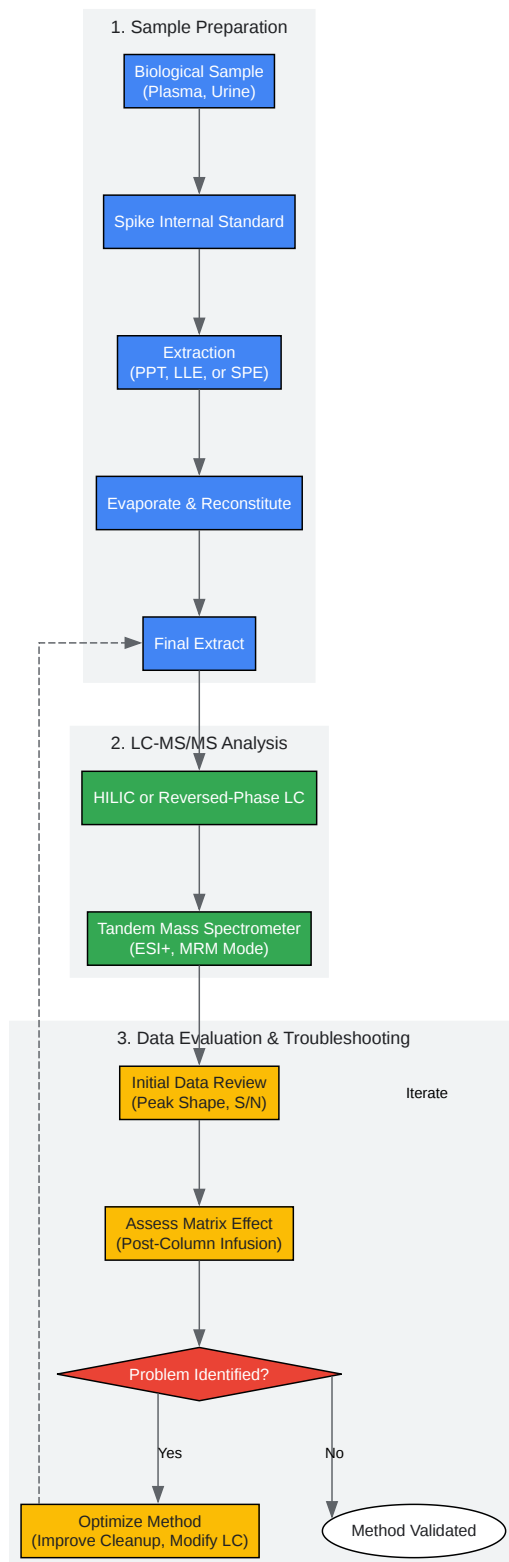 1. Sample Preparation
Biological Sample
(Plasma, Urine)
Spike Internal Standard
Extraction
(PPT, LLE, or SPE)
Evaporate & Reconstitute
Final Extract
2. LC-MS/MS Analysis
HILIC or Reversed-Phase LC
Tandem Mass Spectrometer
(ESI+, MRM Mode)
3. Data Evaluation & Troubleshooting
Initial Data Review
(Peak Shape, S/N)
Iterate
Assess Matrix Effect
(Post-Column Infusion)
Problem Identified?
Yes
No
Optimize Method
(Improve Cleanup, Modify LC)
Method Validated